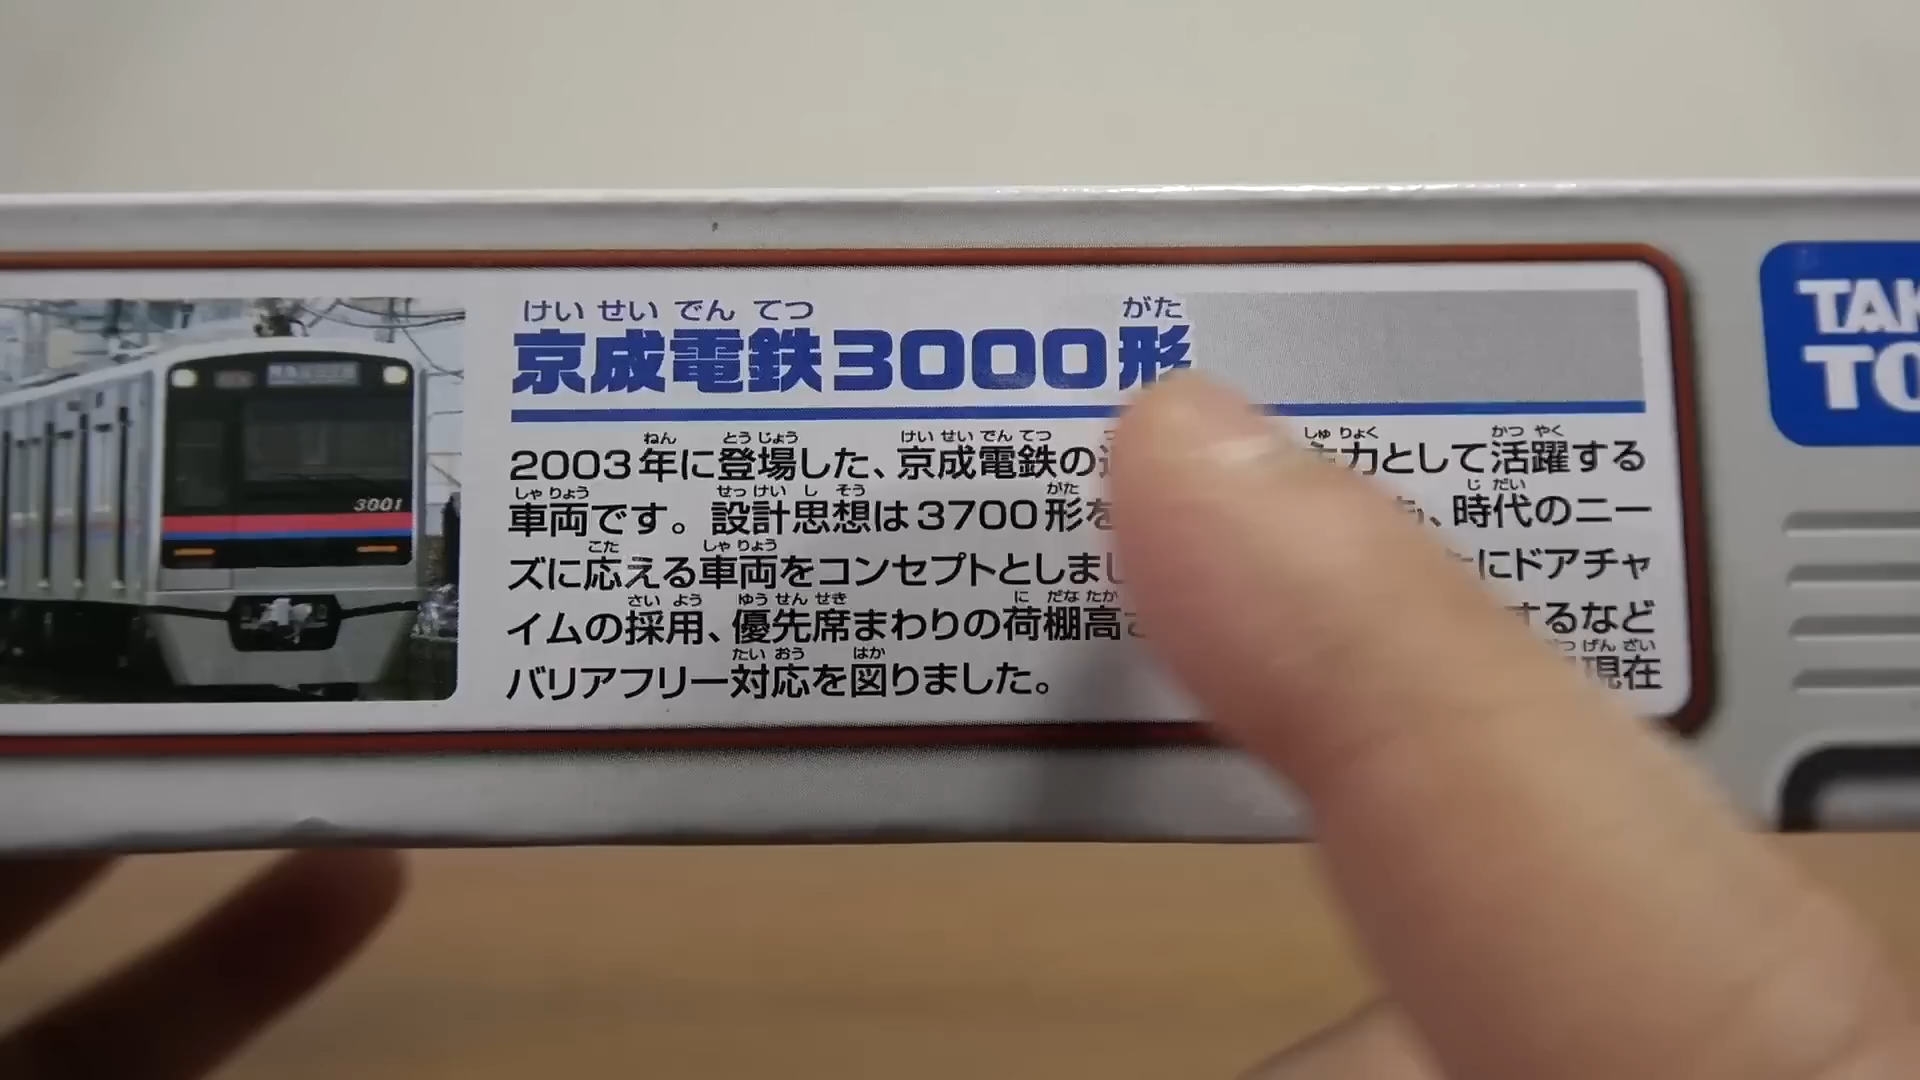 けい せい でん てつ がた
京成電鉄3000形
ねん とうじょう けい せい でん てつ しゅ りょく かつ やく
2003年に登場した、京成電鉄の 力として活躍する
しゃ りょう せっ けい し そう がた じ だい
車両です。設計思想は3700形を 、時代のニー
こた しゃ りょう
ズに応える車両をコンセプトとしまし にドアチャ
さい よう ゆう せん せき に だな たか
イムの採用、優先席まわりの荷棚高さ するなど
たい おう はか げん ざい
バリアフリー対応を図りました。 現在
3001
TAK
TO